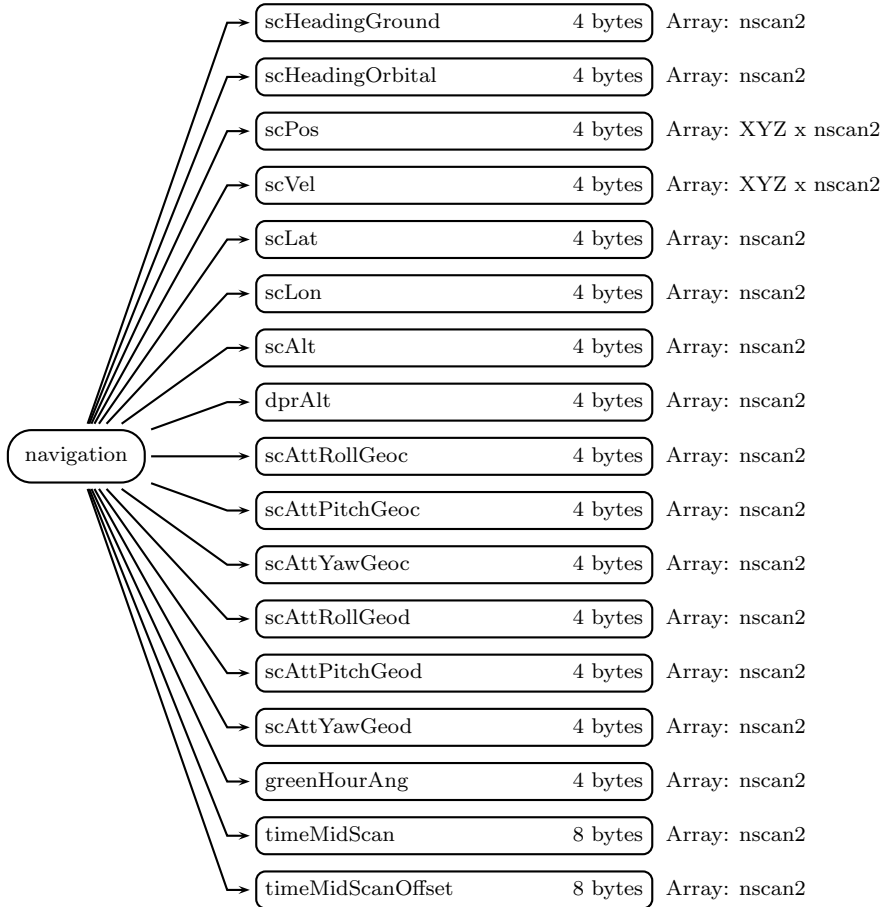 scHeadingGround 4 bytes Array: nscan2
scHeadingOrbital 4 bytes Array: nscan2
scPos 4 bytes Array: XYZ x nscan2
scVel 4 bytes Array: XYZ x nscan2
scLat 4 bytes Array: nscan2
scLon 4 bytes Array: nscan2
scAlt 4 bytes Array: nscan2
dprAlt 4 bytes Array: nscan2
navigation
scAttRollGeoc 4 bytes Array: nscan2
scAttPitchGeoc 4 bytes Array: nscan2
scAttYawGeoc 4 bytes Array: nscan2
scAttRollGeod 4 bytes Array: nscan2
scAttPitchGeod 4 bytes Array: nscan2
scAttYawGeod 4 bytes Array: nscan2
greenHourAng 4 bytes Array: nscan2
timeMidScan 8 bytes Array: nscan2
timeMidScanOffset 8 bytes Array: nscan2